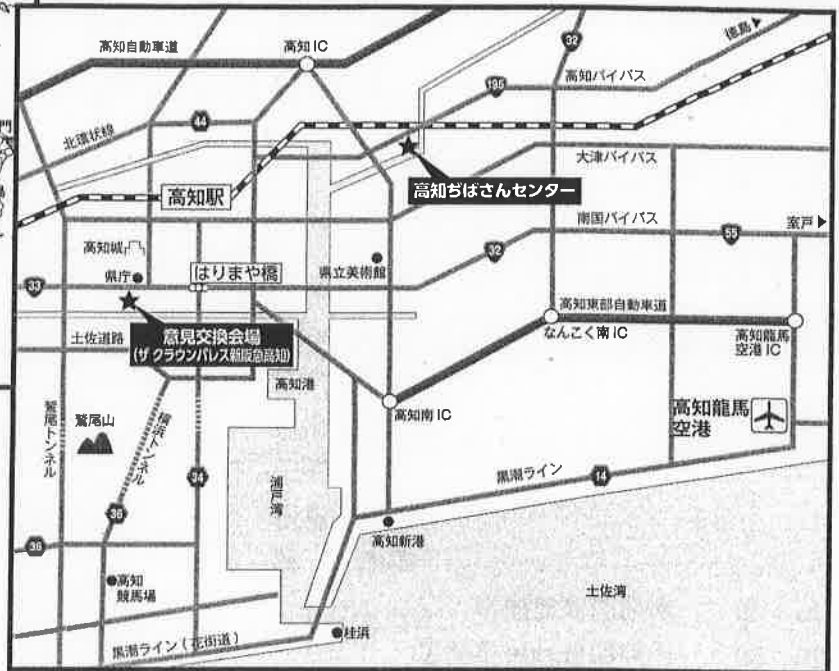 高知自動車道
高知IC
32
徳島▶
195
高知バイパス
北環状線
44
大津バイパス
高知ぢばさんセンター
高知駅
南国バイパス
室戸▶
55
32
高知城
県庁
33
はりまや橋
県立美術館
高知東部自動車道
なんこく南IC
高知龍馬
空港IC
意見交換会場
(ザ クラウンパレス新阪急高知)
土佐道路
高知港
高知南IC
高知龍馬
空港
鷲尾トンネル
鷲尾山
横浜トンネル
34
浦戸湾
黒潮ライン
14
36
36
高知新港
高知
競馬場
土佐湾
黒潮ライン(花街道)
桂浜